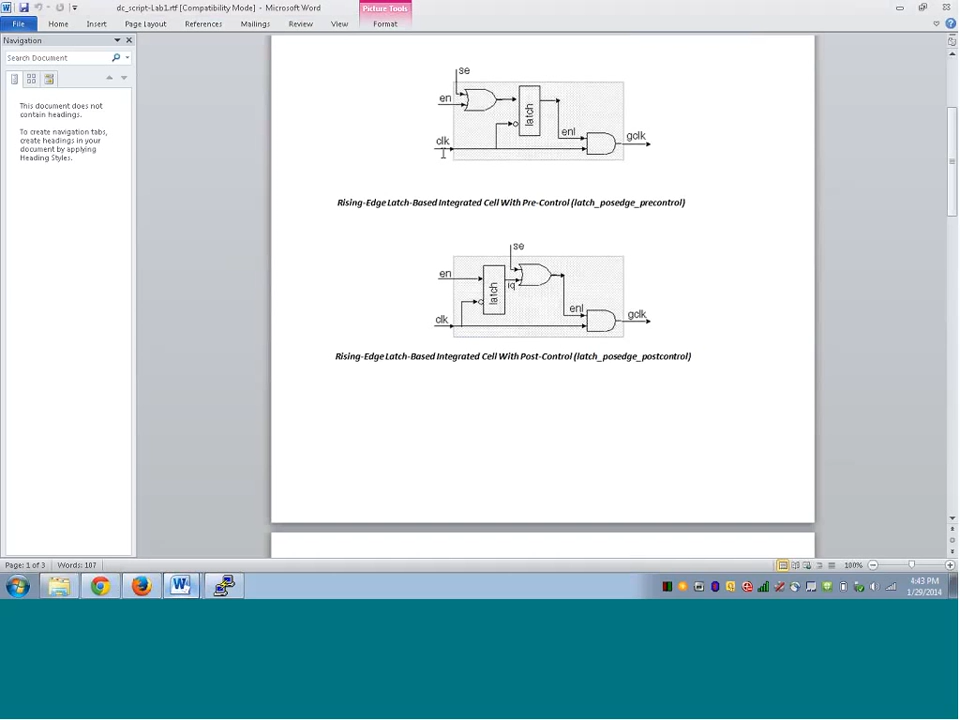 dc_script-Lab1.rtf [Compatibility Mode] - Microsoft Word
Picture Tools
File Home Insert Page Layout References Mailings Review View Format
Navigation
Search Document
This document does not contain headings.
To create navigation tabs, create headings in your document by applying Heading Styles.
se
en
latch
enl
clk
gclk
Rising-Edge Latch-Based Integrated Cell With Pre-Control (latch_posedge_precontrol)
se
en
latch
iq
enl
clk
gclk
Rising-Edge Latch-Based Integrated Cell With Post-Control (latch_posedge_postcontrol)
Page: 1 of 3 Words: 107
100%
4:43 PM
1/29/2014